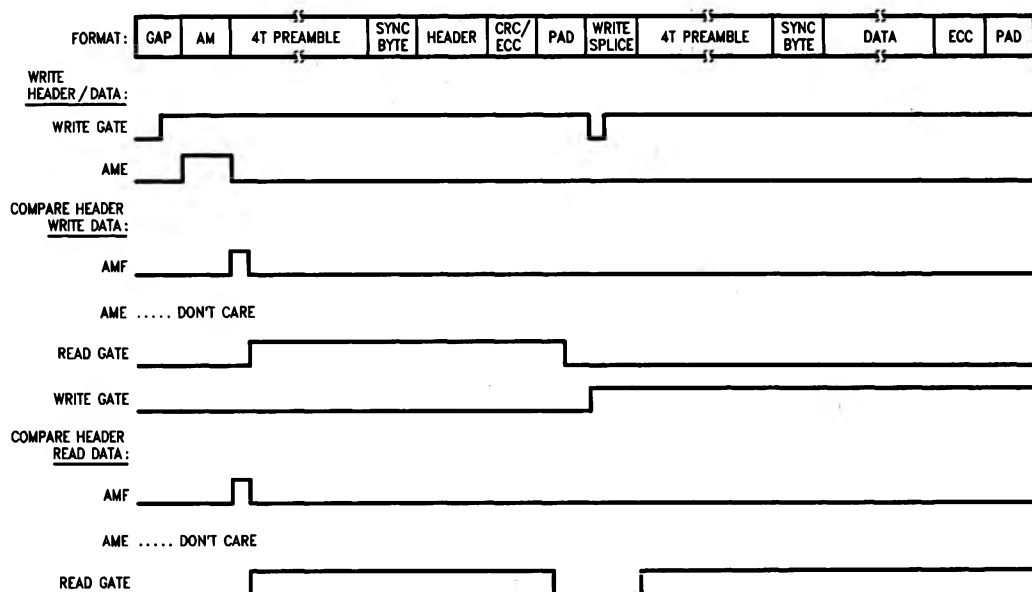 FORMAT: GAP AM 4T PREAMBLE SYNC BYTE HEADER CRC/ ECC PAD WRITE SPLICE 4T PREAMBLE SYNC BYTE DATA ECC PAD
WRITE
HEADER/DATA:
WRITE GATE
AME
COMPARE HEADER
WRITE DATA:
AMF
AME ..... DON'T CARE
READ GATE
WRITE GATE
COMPARE HEADER
READ DATA:
AMF
AME ..... DON'T CARE
READ GATE